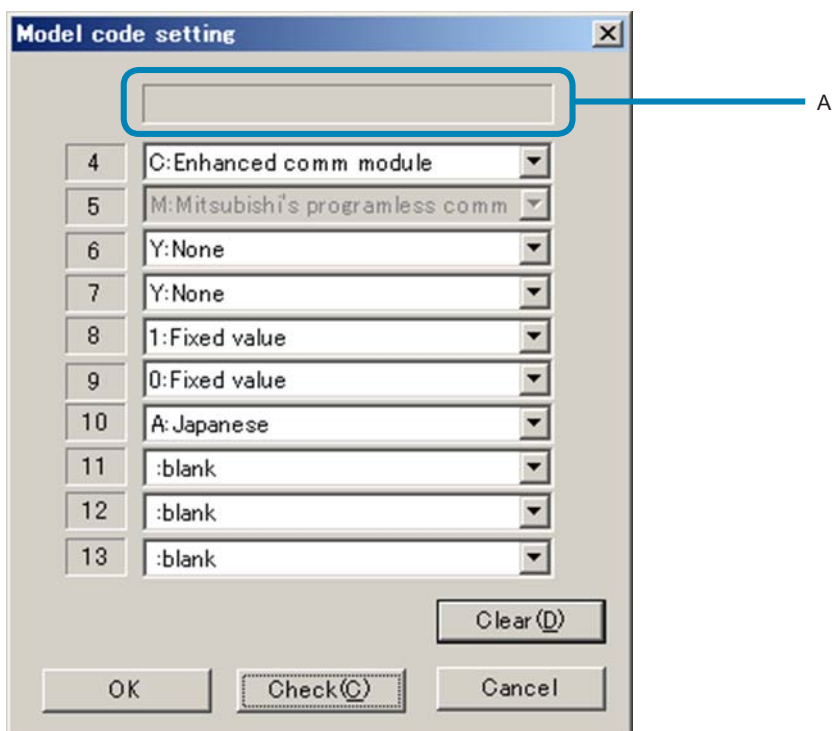 Model code setting
A
4 C:Enhanced comm module
5 M:Mitsubishi's programless comm
6 Y:None
7 Y:None
8 1:Fixed value
9 0:Fixed value
10 A:Japanese
11 :blank
12 :blank
13 :blank
Clear(D)
OK Check(C) Cancel